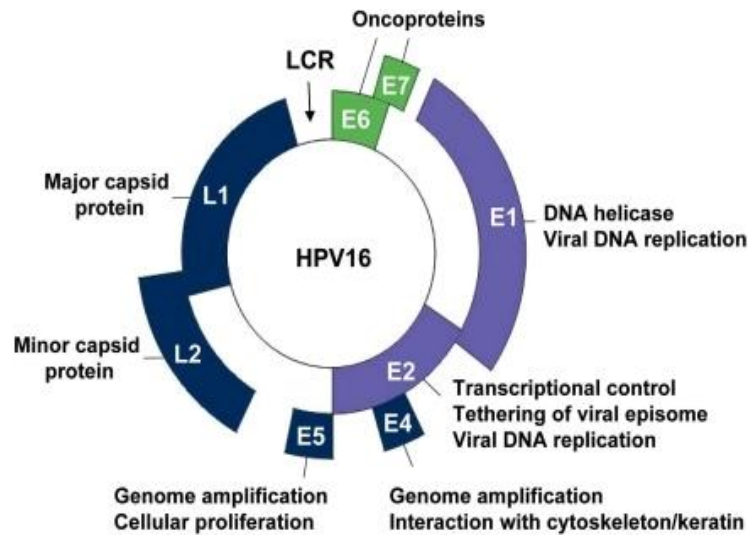 Oncoproteins
LCR
E7
E6
Major capsid
protein
L1
E1
DNA helicase
Viral DNA replication
HPV16
Minor capsid
protein
L2
E2
Transcriptional control
Tethering of viral episome
Viral DNA replication
E5
E4
Genome amplification
Cellular proliferation
Genome amplification
Interaction with cytoskeleton/keratin